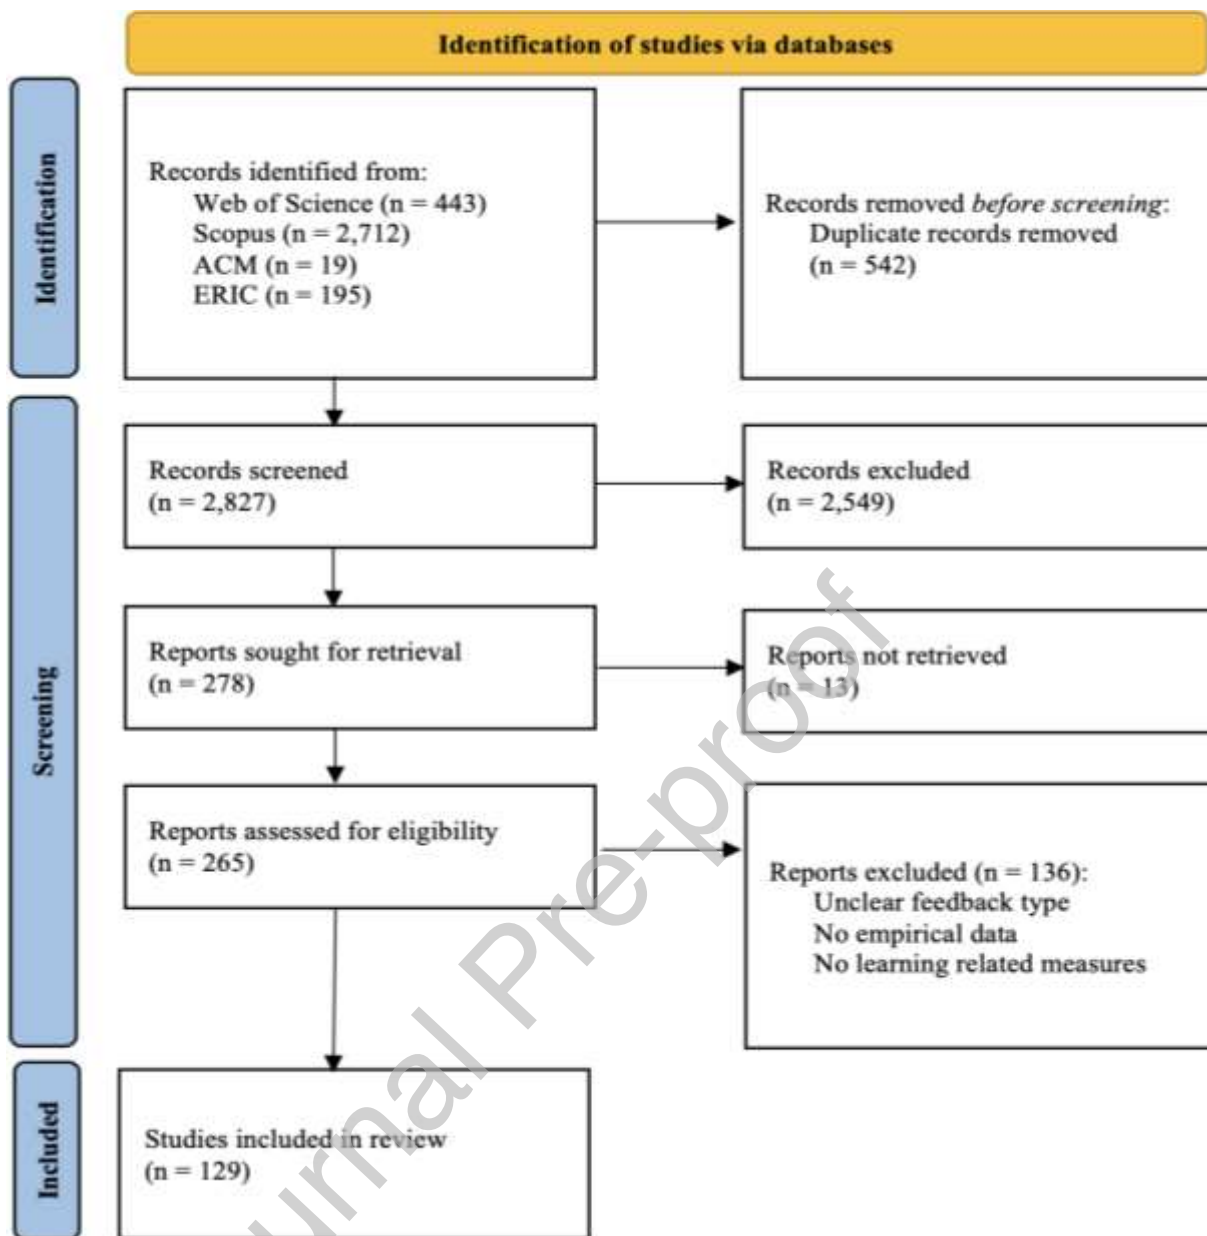 Identification of studies via databases
Identification
Records identified from:
Web of Science (n = 443)
Scopus (n = 2,712)
ACM (n = 19)
ERIC (n = 195)
Records removed before screening:
Duplicate records removed
(n = 542)
Screening
Records screened
(n = 2,827)
Records excluded
(n = 2,549)
Reports sought for retrieval
(n = 278)
Reports not retrieved
(n = 13)
Reports assessed for eligibility
(n = 265)
Reports excluded (n = 136):
Unclear feedback type
No empirical data
No learning related measures
Included
Studies included in review
(n = 129)
urnal Pre-proof